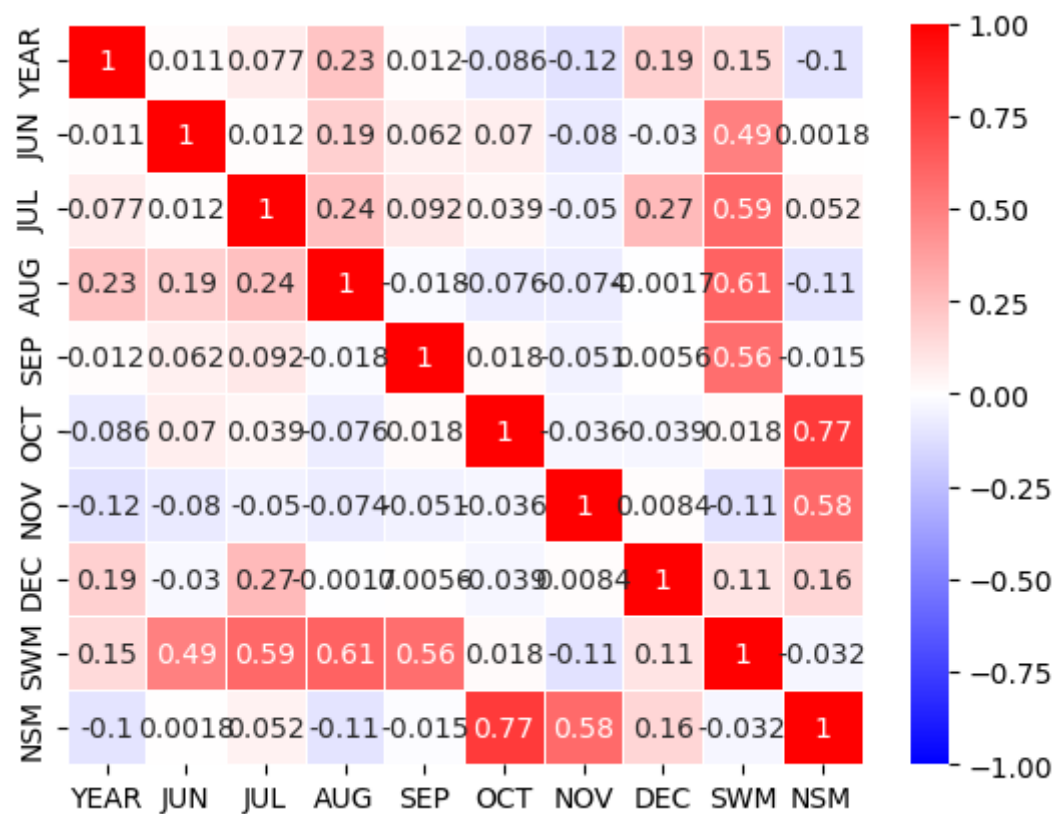 YEAR 1 0.011 0.077 0.23 0.012 -0.086 -0.12 0.19 0.15 -0.1
JUN 0.011 1 0.012 0.19 0.062 0.07 -0.08 -0.03 0.49 0.0018
JUL 0.077 0.012 1 0.24 0.092 0.039 -0.05 0.27 0.59 0.052
AUG 0.23 0.19 0.24 1 -0.018 -0.076 -0.074 -0.0017 0.61 -0.11
SEP 0.012 0.062 0.092 -0.018 1 0.018 -0.051 0.0056 0.56 -0.015
OCT -0.086 0.07 0.039 -0.076 0.018 1 -0.036 -0.039 0.018 0.77
NOV -0.12 -0.08 -0.05 -0.074 -0.051 -0.036 1 0.0084 -0.11 0.58
DEC 0.19 -0.03 0.27 -0.0017 0.0056 -0.039 0.0084 1 0.11 0.16
SWM 0.15 0.49 0.59 0.61 0.56 0.018 -0.11 0.11 1 -0.032
NSM -0.1 0.0018 0.052 -0.11 -0.015 0.77 0.58 0.16 -0.032 1
YEAR JUN JUL AUG SEP OCT NOV DEC SWM NSM
1.00
0.75
0.50
0.25
0.00
−0.25
−0.50
−0.75
−1.00